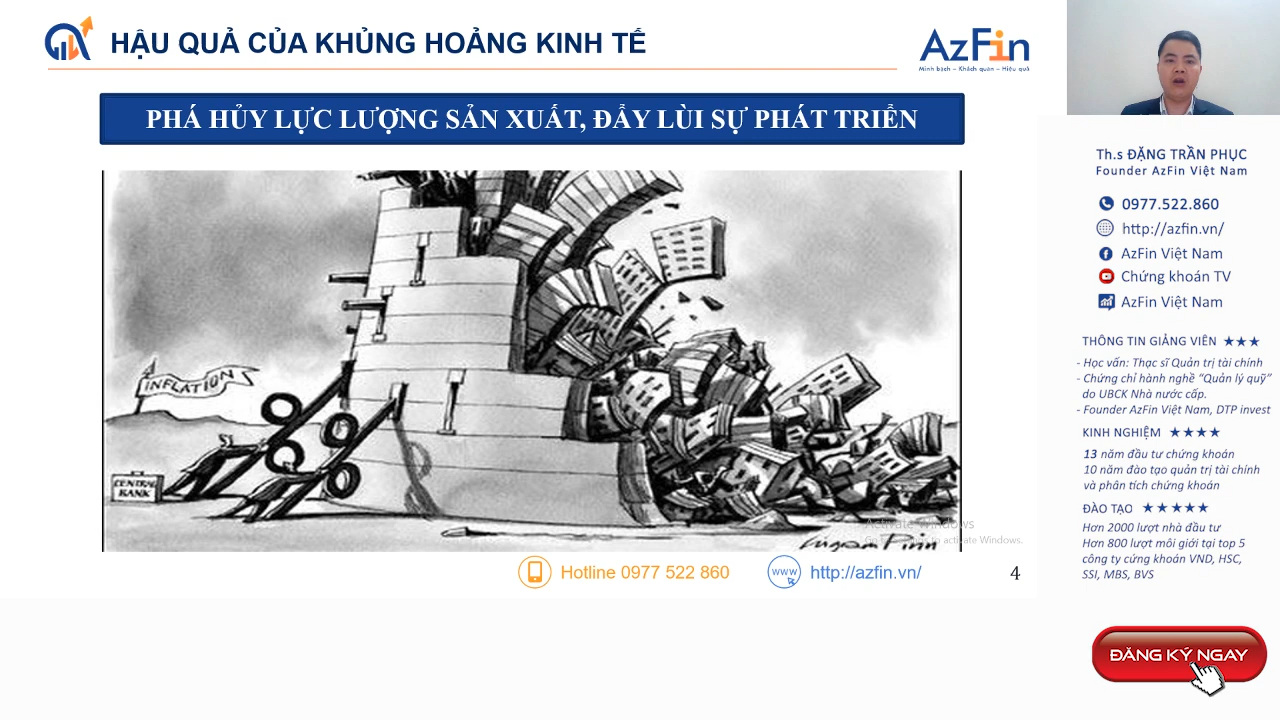 HẬU QUẢ CỦA KHỦNG HOẢNG KINH TẾ
AzFin
Minh bạch – Khách quan – Hiệu quả
PHÁ HỦY LỰC LƯỢNG SẢN XUẤT, ĐẨY LÙI SỰ PHÁT TRIỂN
INFLATION
CENTRAL
BANK
Activate Windows
to activate Windows.
Hotline 0977 522 860
www
http://azfin.vn/
4
Th.s ĐẶNG TRẦN PHỤC
Founder AzFin Việt Nam
0977.522.860
http://azfin.vn/
AzFin Việt Nam
Chứng khoán TV
AzFin Việt Nam
THÔNG TIN GIẢNG VIÊN ★★★
- Học vấn: Thạc sĩ Quản trị tài chính
- Chứng chỉ hành nghề “Quản lý quỹ”
do UBCK Nhà nước cấp.
- Founder AzFin Việt Nam, DTP invest
KINH NGHIỆM ★★★★
13 năm đầu tư chứng khoán
10 năm đào tạo quản trị tài chính
và phân tích chứng khoán
ĐÀO TẠO ★★★★★
Hơn 2000 lượt nhà đầu tư
Hơn 800 lượt môi giới tại top 5
công ty cứng khoán VND, HSC,
SSI, MBS, BVS
ĐĂNG KÝ NGAY